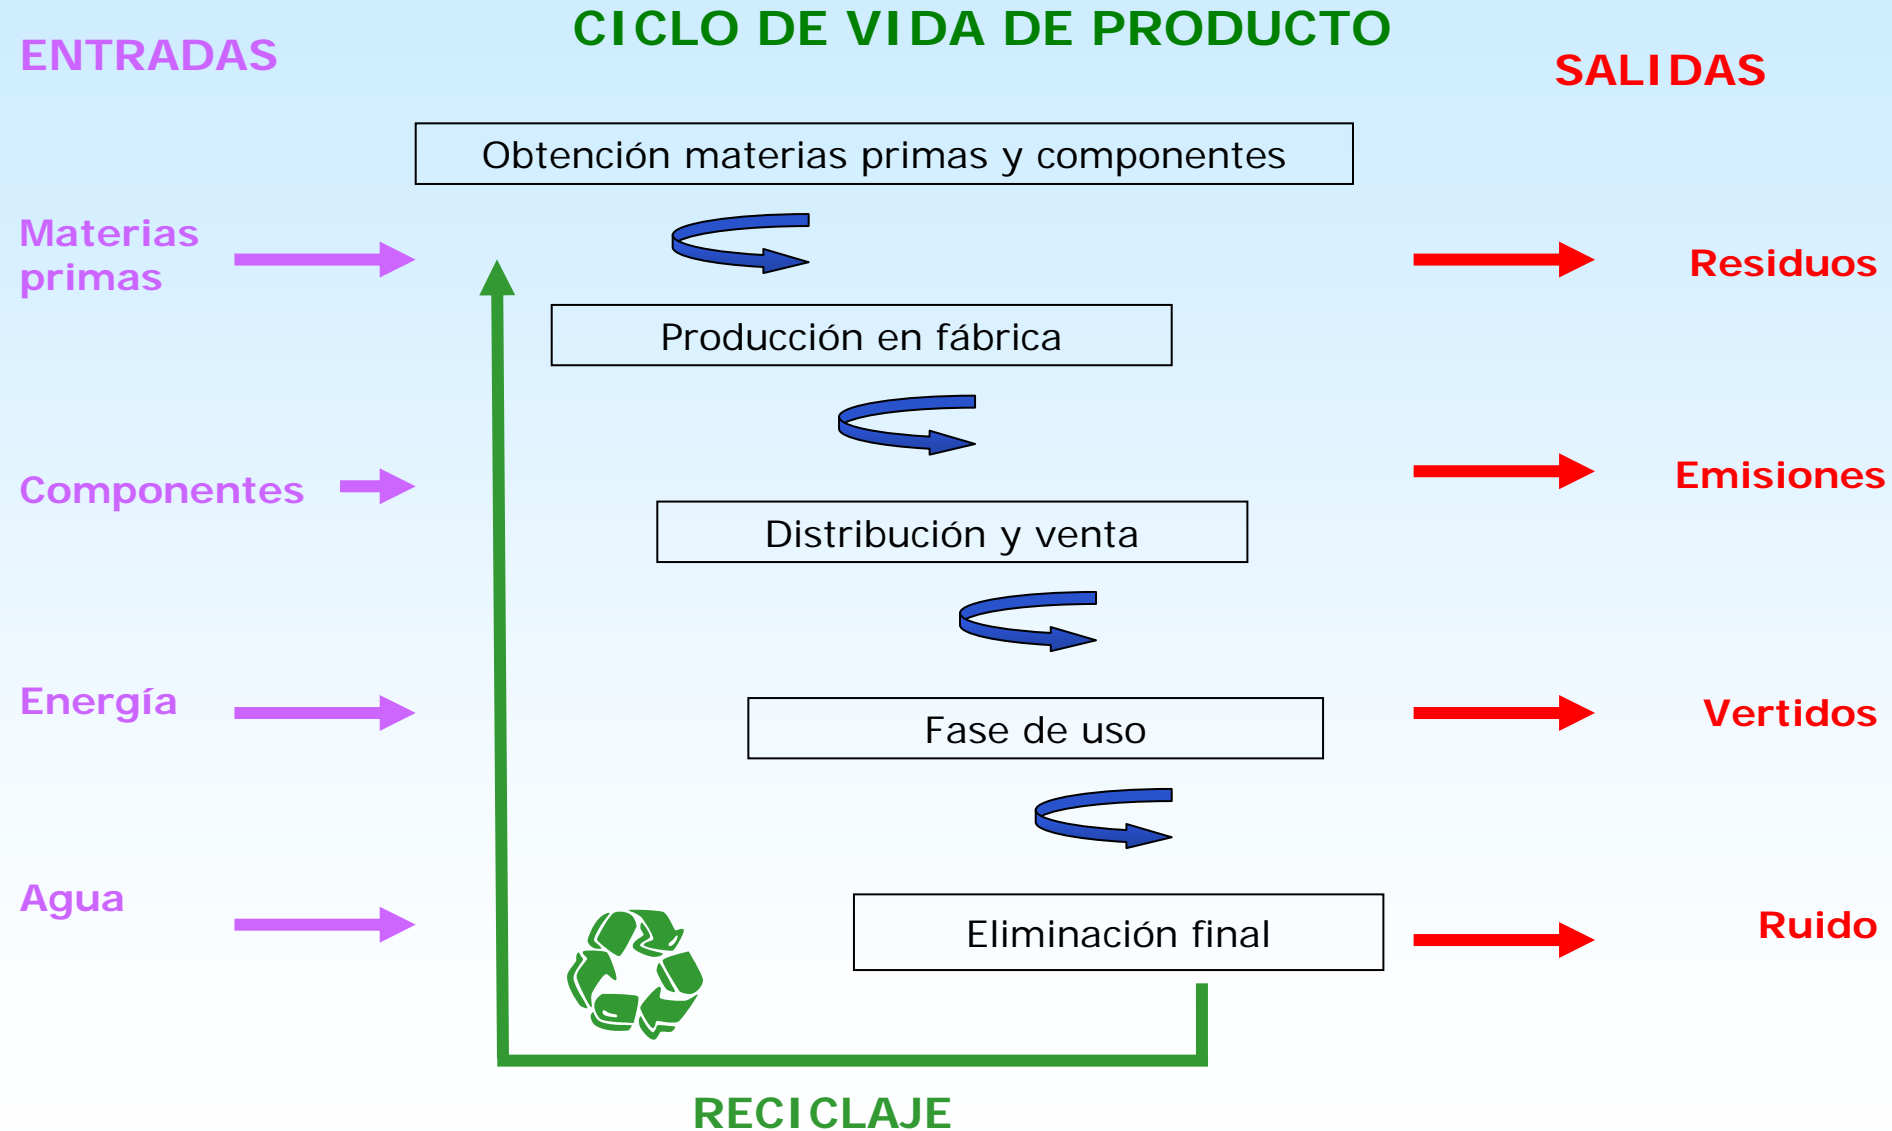 CICLO DE VIDA DE PRODUCTO
ENTRADAS
SALIDAS
Obtención materias primas y componentes
Materias
primas
Residuos
Producción en fábrica
Componentes
Emisiones
Distribución y venta
Energía
Vertidos
Fase de uso
Agua
Eliminación final
Ruido
RECICLAJE